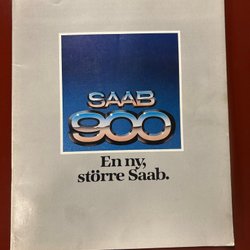 SAAB
900
En ny,
större Saab.